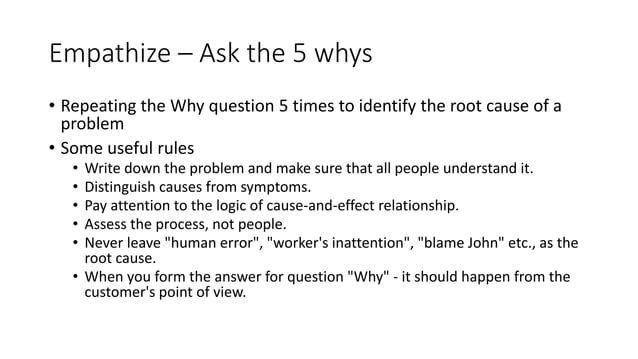 Empathize – Ask the 5 whys
• Repeating the Why question 5 times to identify the root cause of a
problem
• Some useful rules
• Write down the problem and make sure that all people understand it.
• Distinguish causes from symptoms.
• Pay attention to the logic of cause-and-effect relationship.
• Assess the process, not people.
• Never leave "human error", "worker's inattention", "blame John" etc., as the
root cause.
• When you form the answer for question "Why" - it should happen from the
customer's point of view.